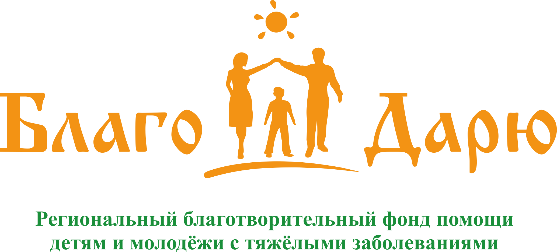 Благо Дарю
Региональный благотворительный фонд помощи
детям и молодёжи с тяжёлыми заболеваниями